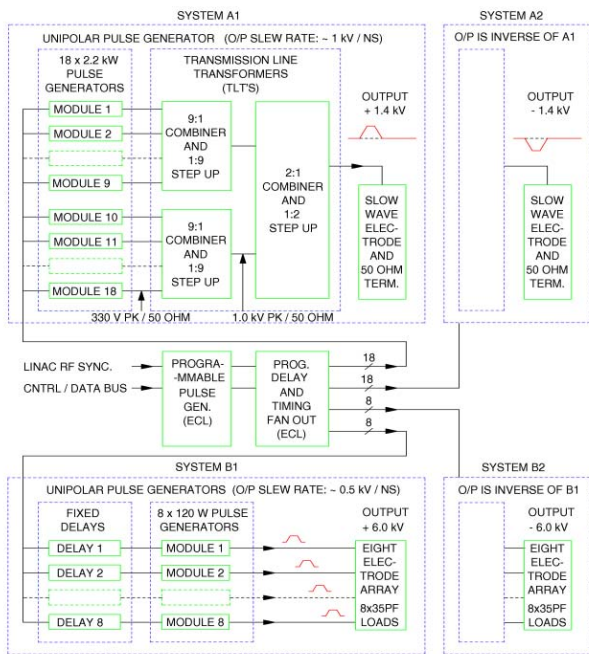 SYSTEM A1
SYSTEM A2
UNIPOLAR PULSE GENERATOR (O/P SLEW RATE: ~ 1 kV / NS)
O/P IS INVERSE OF A1
18 x 2.2 kW
PULSE
GENERATORS
TRANSMISSION LINE
TRANSFORMERS
(TLT'S)
OUTPUT
+ 1.4 kV
OUTPUT
- 1.4 kV
MODULE 1
MODULE 2
MODULE 9
MODULE 10
MODULE 11
MODULE 18
9:1
COMBINER
AND
1:9
STEP UP
9:1
COMBINER
AND
1:9
STEP UP
2:1
COMBINER
AND
1:2
STEP UP
SLOW
WAVE
ELEC-
TRODE
AND
50 OHM
TERM.
SLOW
WAVE
ELEC-
TRODE
AND
50 OHM
TERM.
330 V PK / 50 OHM
1.0 kV PK / 50 OHM
LINAC RF SYNC.
CNTRL / DATA BUS
PROGRA-
-MMABLE
PULSE
GEN.
(ECL)
PROG.
DELAY
AND
TIMING
FAN OUT
(ECL)
18
18
8
8
SYSTEM B1
SYSTEM B2
UNIPOLAR PULSE GENERATORS (O/P SLEW RATE: ~ 0.5 kV / NS)
O/P IS INVERSE OF B1
FIXED
DELAYS
8 x 120 W PULSE
GENERATORS
OUTPUT
+ 6.0 kV
OUTPUT
- 6.0 kV
DELAY 1
DELAY 2
DELAY 8
MODULE 1
MODULE 2
MODULE 8
EIGHT
ELEC-
TRODE
ARRAY
8x35PF
LOADS
EIGHT
ELEC-
TRODE
ARRAY
8x35PF
LOADS